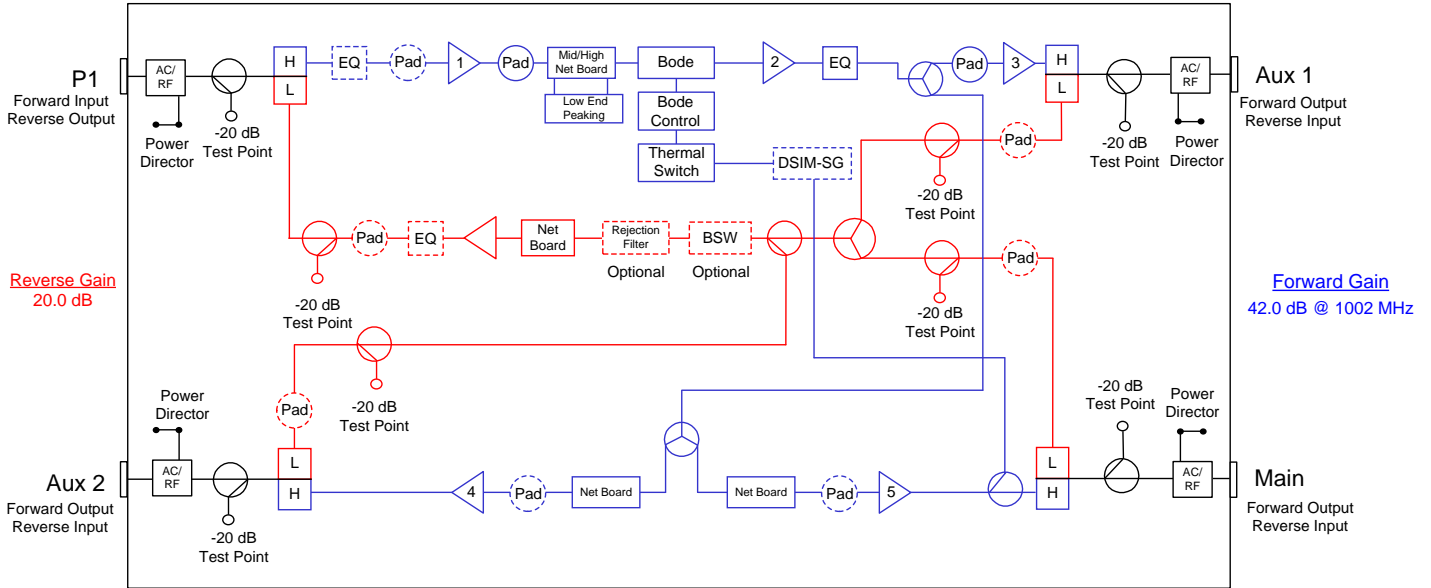 P1
Forward Input
Reverse Output
AC/
RF
Power
Director
-20 dB
Test Point
H
L
EQ
Pad
1
Pad
Mid/High
Net Board
Low End
Peaking
Bode
Bode
Control
Thermal
Switch
DSIM-SG
2
EQ
Pad
3
H
L
-20 dB
Test Point
AC/
RF
Power
Director
Aux 1
Forward Output
Reverse Input
Pad
-20 dB
Test Point
Reverse Gain
20.0 dB
-20 dB
Test Point
Pad
EQ
Net
Board
Rejection
Filter
Optional
BSW
Optional
-20 dB
Test Point
Pad
Forward Gain
42.0 dB @ 1002 MHz
-20 dB
Test Point
Pad
Power
Director
Aux 2
Forward Output
Reverse Input
AC/
RF
-20 dB
Test Point
L
H
4
Pad
Net Board
Net Board
Pad
5
L
H
-20 dB
Test Point
Power
Director
AC/
RF
Main
Forward Output
Reverse Input